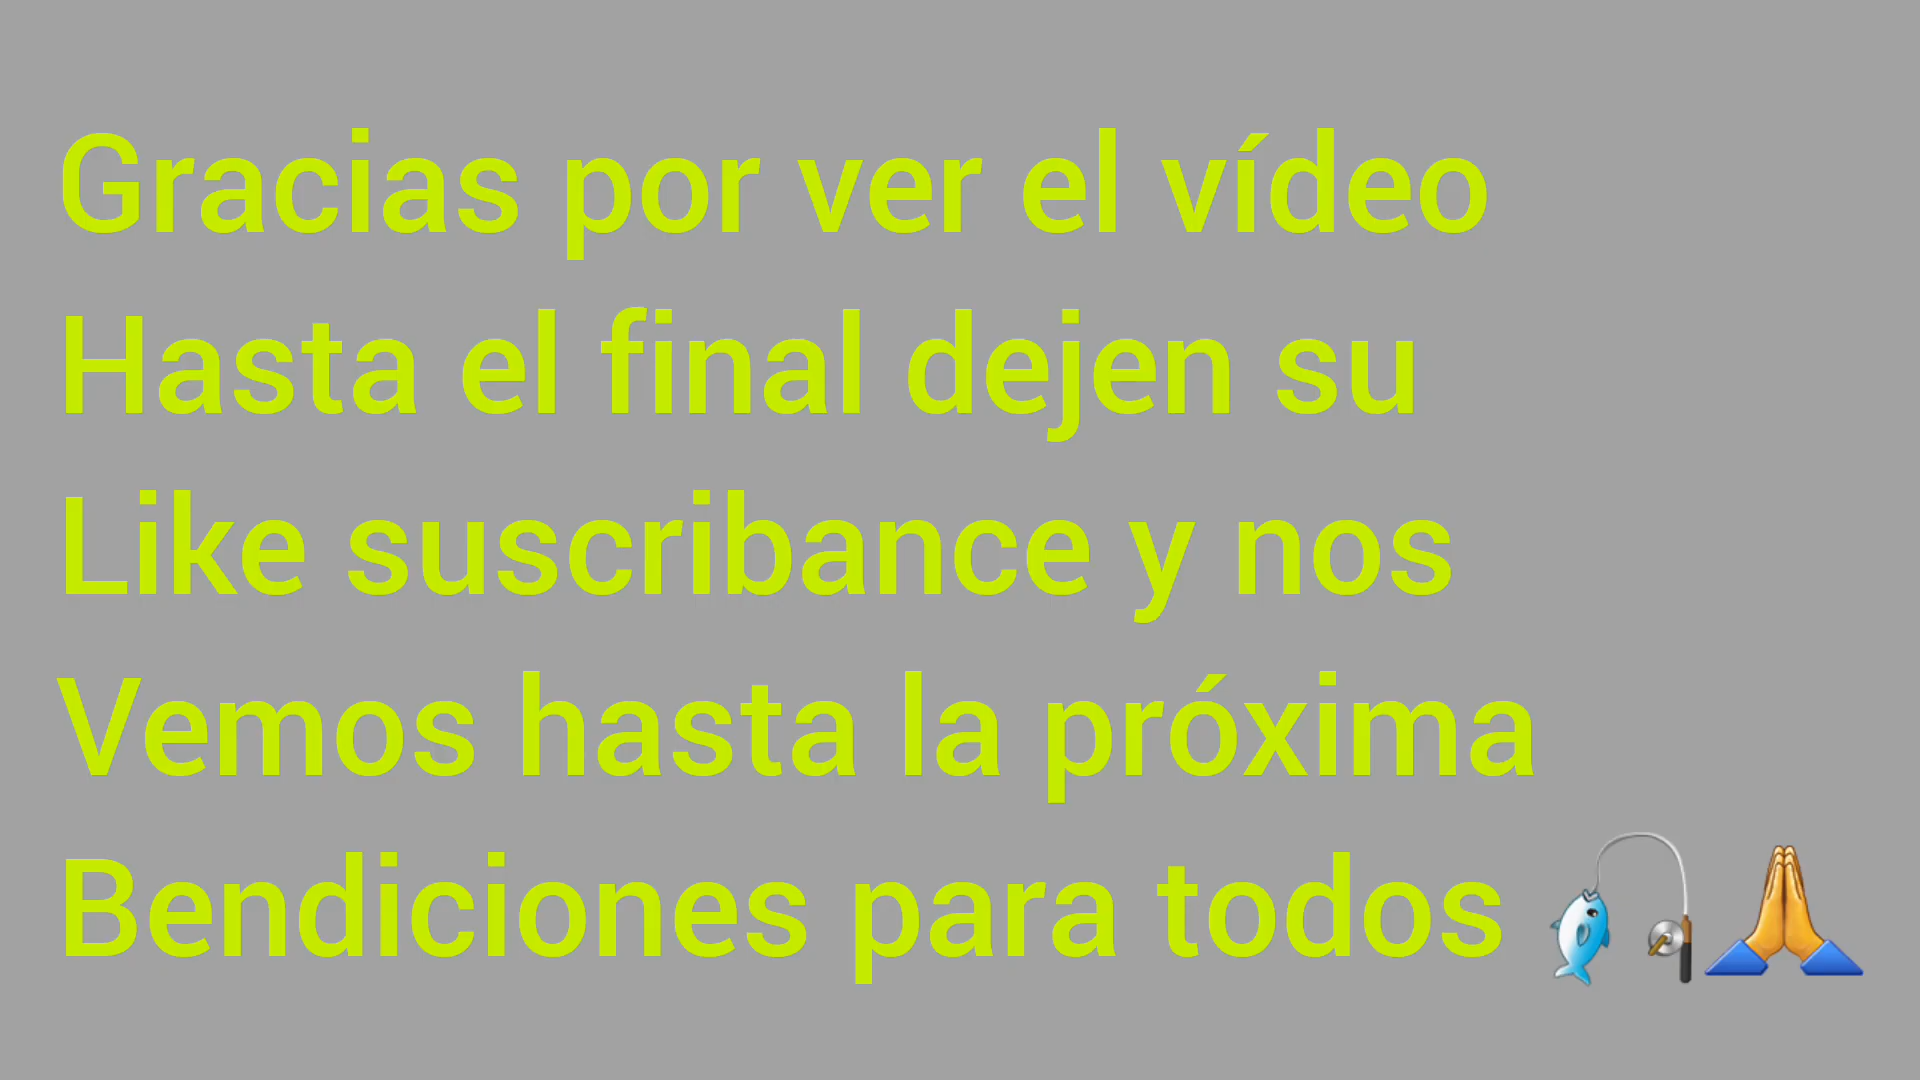 Gracias por ver el vídeo
Hasta el final dejen su
Like suscribance y nos
Vemos hasta la próxima
Bendiciones para todos 🎣🙏